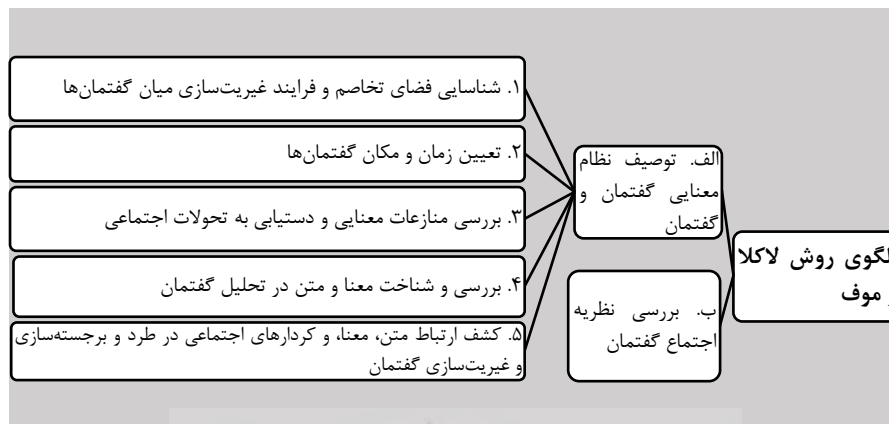 لگوی روش لاکلا
و موف
الف. توصیف نظام
معنایی گفتمان و
گفتمان
ب. بررسی نظریه
اجتماع گفتمان
۱. شناسایی فضای تخاصم و فرایند غیریت‌سازی میان گفتمان‌ها
۲. تعیین زمان و مکان گفتمان‌ها
۳. بررسی منازعات معنایی و دستیابی به تحولات اجتماعی
۴. بررسی و شناخت معنا و متن در تحلیل گفتمان
۵. کشف ارتباط متن، معنا، و کردارهای اجتماعی در طرد و برجسته‌سازی
و غیریت‌سازی گفتمان